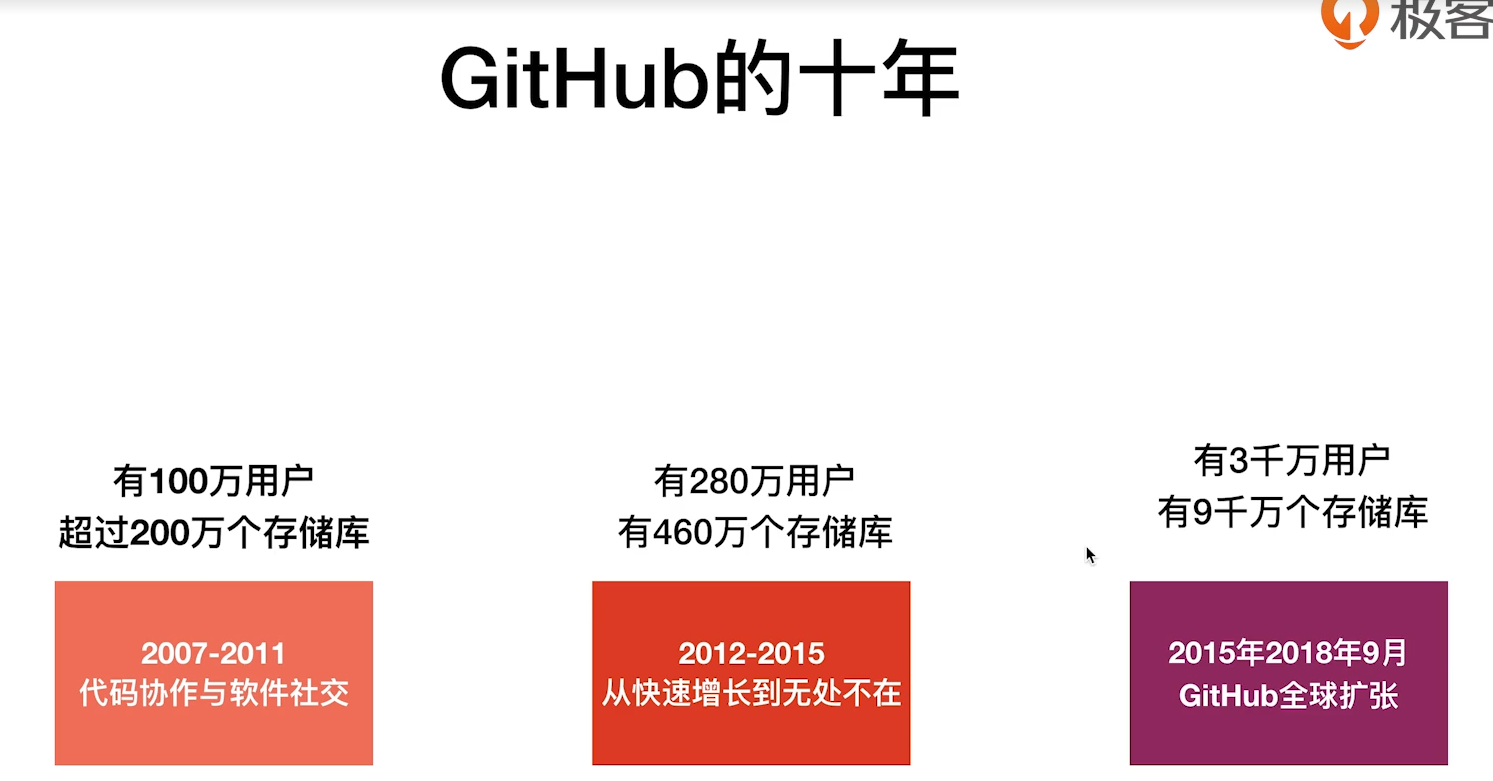 极客
GitHub的十年
有100万用户
超过200万个存储库
有280万用户
有460万个存储库
有3千万用户
有9千万个存储库
2007-2011
代码协作与软件社交
2012-2015
从快速增长到无处不在
2015年2018年9月
GitHub全球扩张